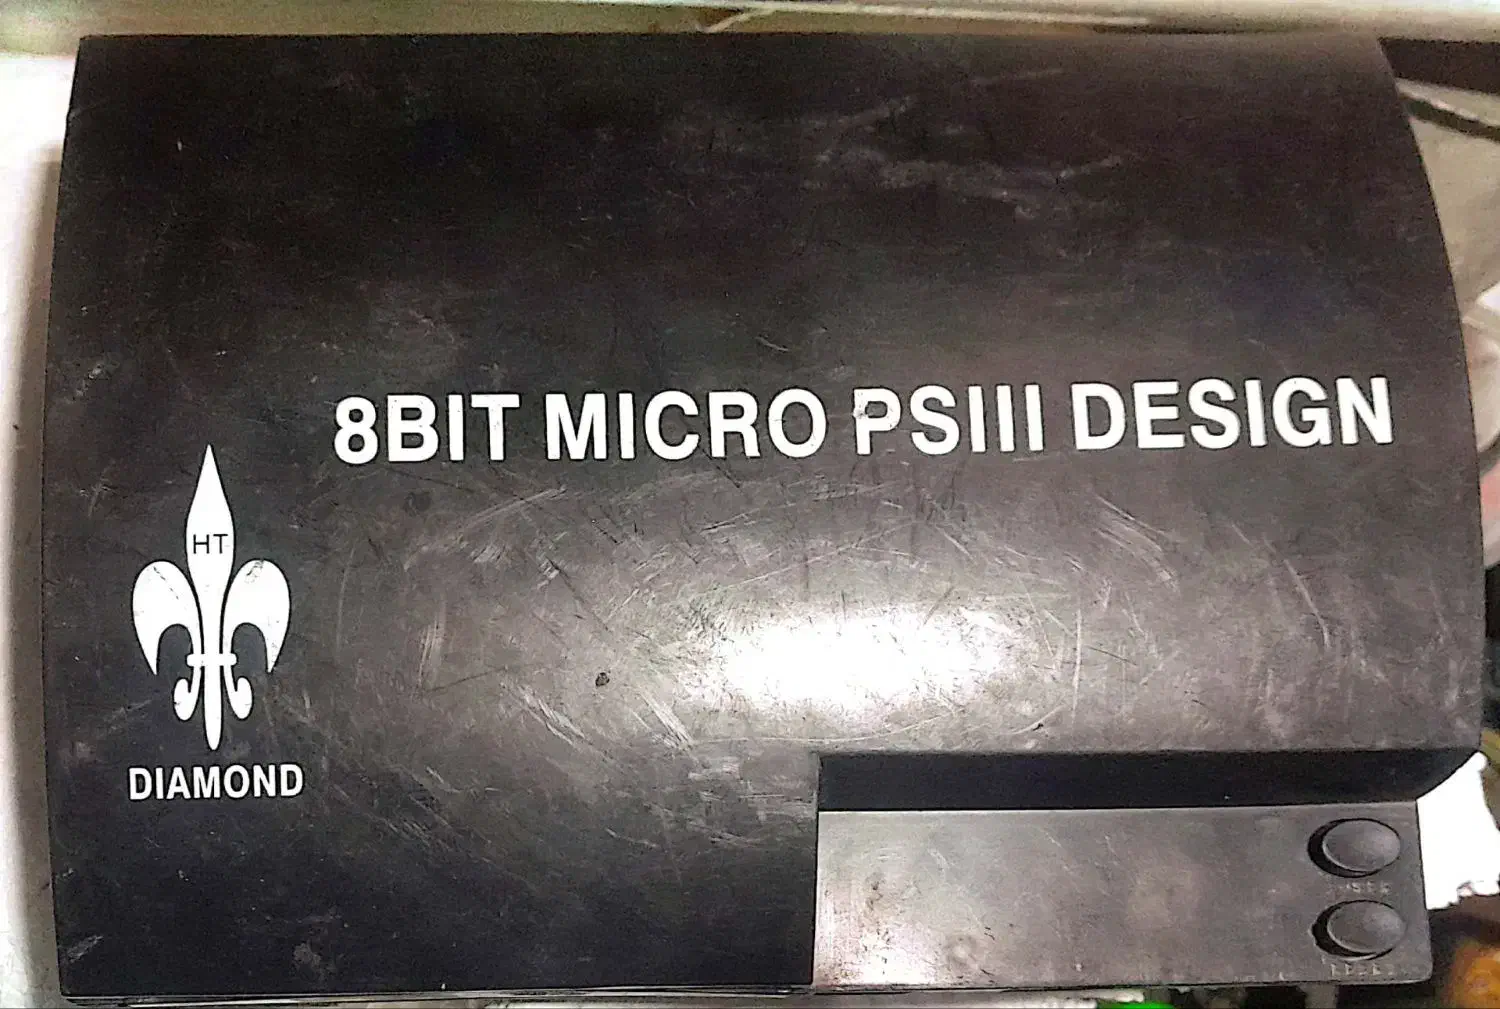 8BIT MICRO PSIII DESIGN
HT
DIAMOND